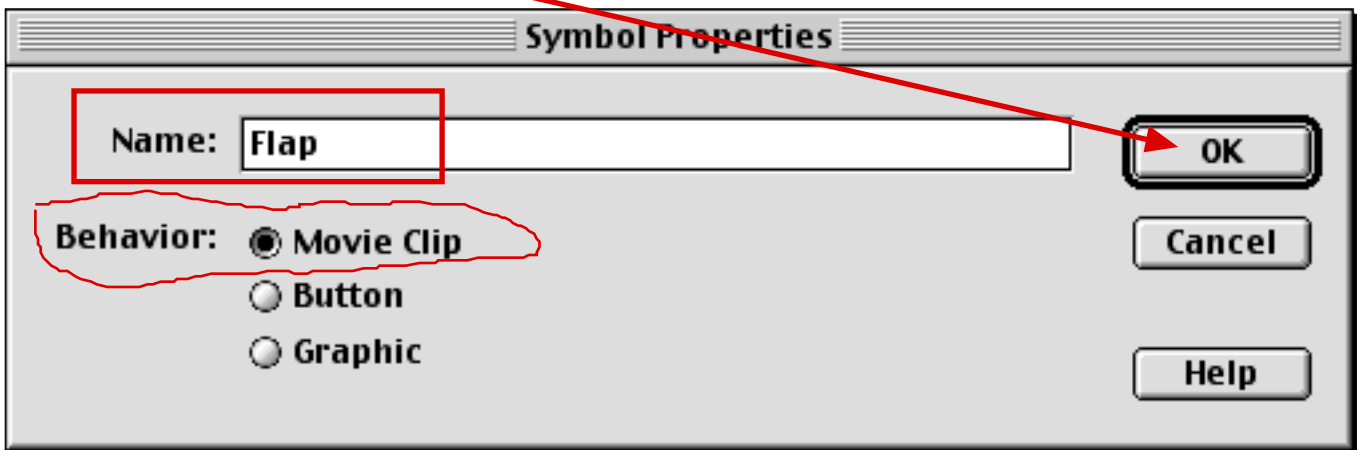 Symbol Properties
Name: Flap
OK
Behavior: Movie Clip
Cancel
Button
Graphic
Help